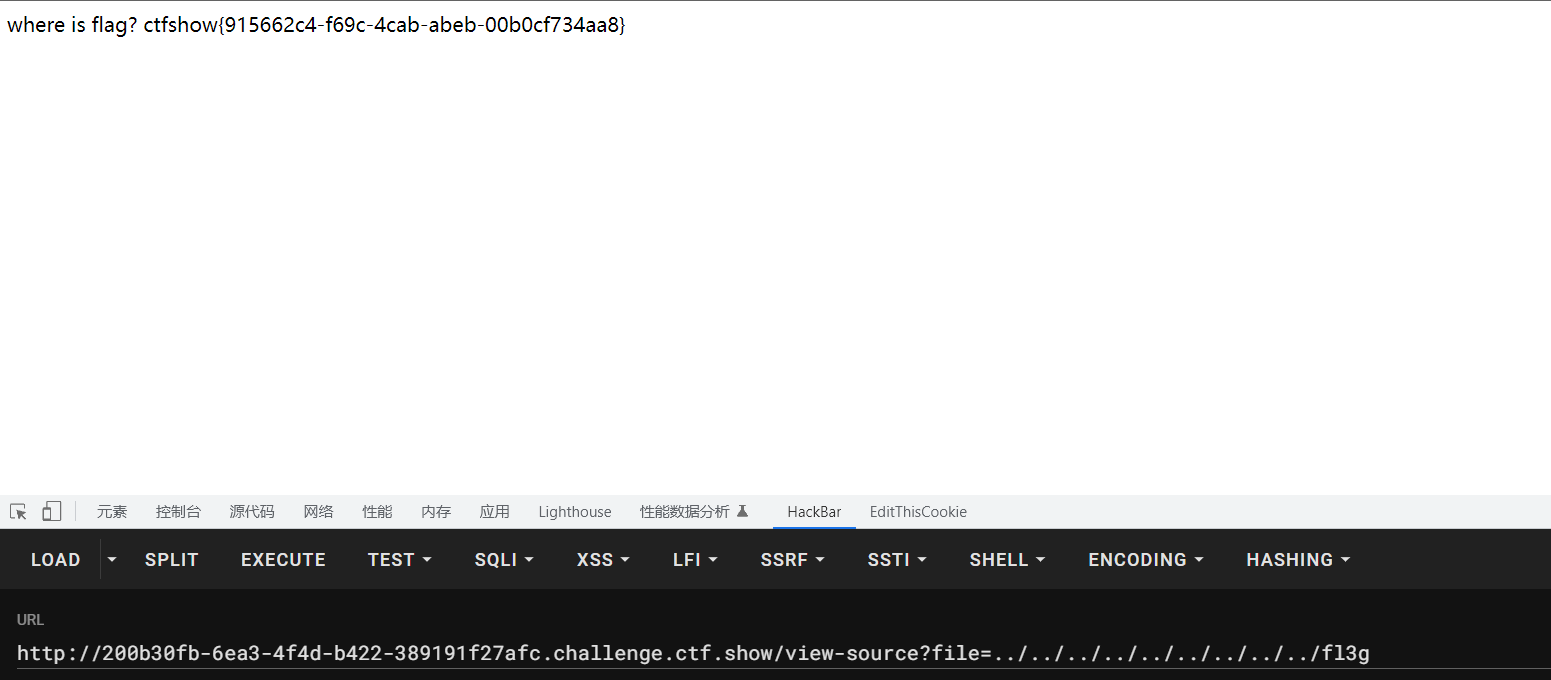 where is flag? ctfshow{915662c4-f69c-4cab-abeb-00b0cf734aa8}
元素 控制台 源代码 网络 性能 内存 应用 Lighthouse 性能数据分析 HackBar EditThisCookie
LOAD SPLIT EXECUTE TEST SQLI XSS LFI SSRF SSTI SHELL ENCODING HASHING
URL
http://200b30fb-6ea3-4f4d-b422-389191f27afc.challenge.ctf.show/view-source?file=../../../../../../../../../fl3g